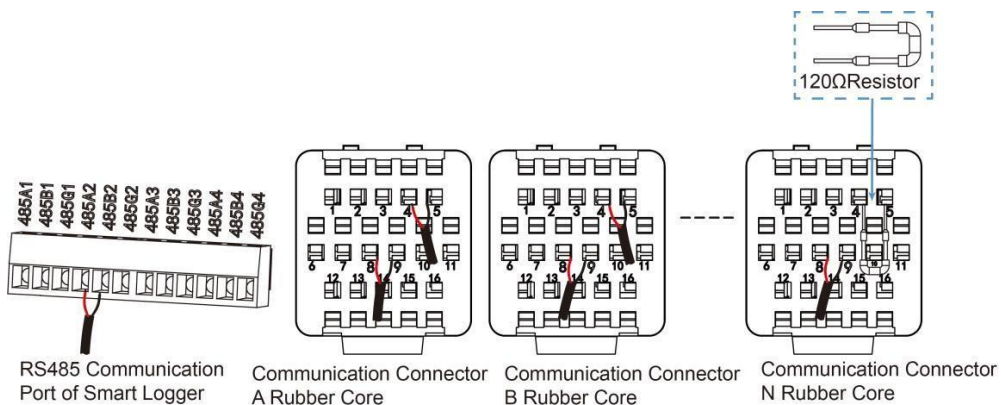 120ΩResistor
485A1
485B1
485G1
485A2
485B2
485G2
485A3
485B3
485G3
485A4
485B4
485G4
RS485 Communication
Port of Smart Logger
1 2 3 4 5
6 7 8 9 10 11
12 13 14 15 16
Communication Connector
A Rubber Core
1 2 3 4 5
6 7 8 9 10 11
12 13 14 15 16
Communication Connector
B Rubber Core
1 2 3 4 5
6 7 8 9 10 11
12 13 14 15 16
Communication Connector
N Rubber Core